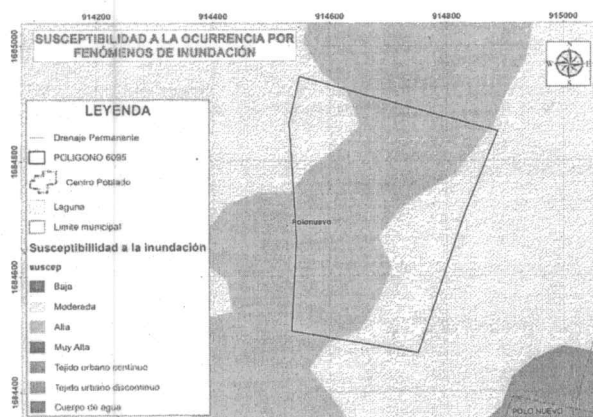 914200 914400 914600 914800 915000
SUSCEPTIBILIDAD A LA OCURRENCIA POR
FENÓMENOS DE INUNDACIÓN
1685000
1684800
1684600
1684400
LEYENDA
Drenaje Permanente
POLIGONO 6095
Centro Poblado
Laguna
Limite municipal
Susceptibilidad a la inundación
suscep
Baja
Moderada
Alta
Muy Alta
Tejido urbano continuo
Tejido urbano discontinuo
Cuerpo de agua
Polonuevo
POLO NUEVO